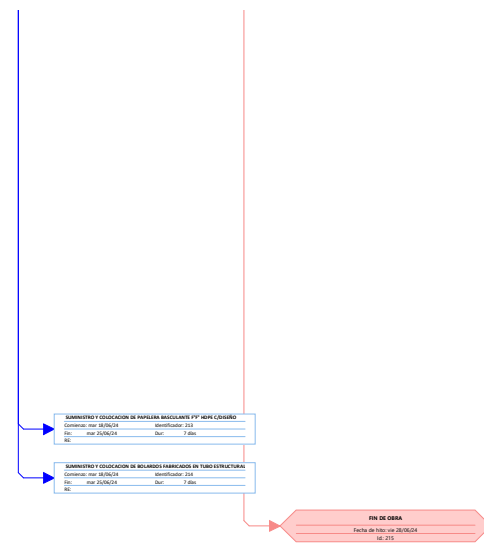 SUMINISTRO Y COLOCACION DE PAPELERA BASCULANTE F'F' HDPE C/DISEÑO
Comienzo: mar 18/06/24 Identificador: 213
Fin: mar 25/06/24 Dur: 7 días
RE:
SUMINISTRO Y COLOCACION DE BOLARDOS FABRICADOS EN TUBO ESTRUCTURAL
Comienzo: mar 18/06/24 Identificador: 214
Fin: mar 25/06/24 Dur: 7 días
RE:
FIN DE OBRA
Fecha de hito: vie 28/06/24
Id.: 215